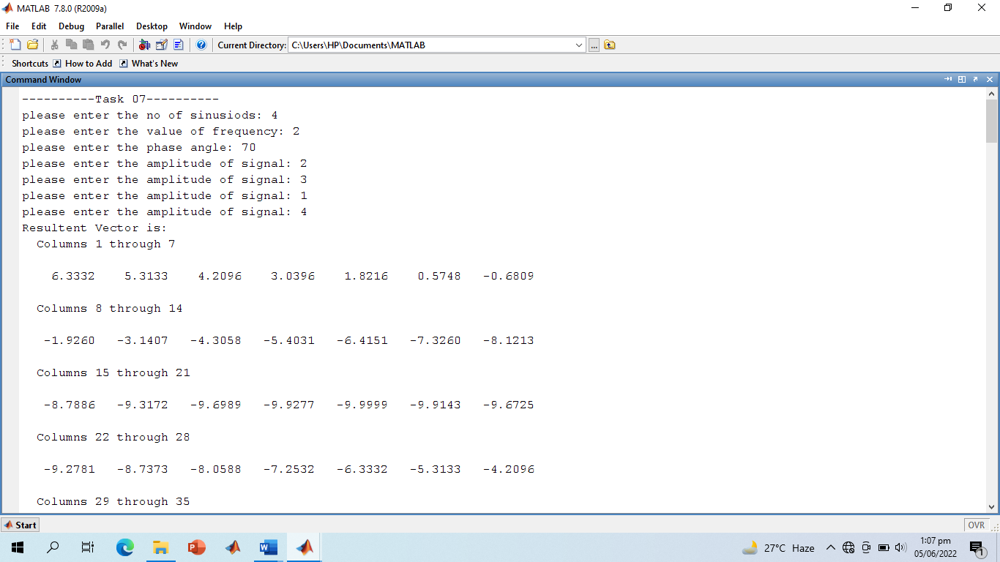 MATLAB 7.8.0 (R2009a)
File Edit Debug Parallel Desktop Window Help
Current Directory: C:\Users\HP\Documents\MATLAB ...
Shortcuts How to Add What's New
Command Window
----------Task 07----------
please enter the no of sinusiods: 4
please enter the value of frequency: 2
please enter the phase angle: 70
please enter the amplitude of signal: 2
please enter the amplitude of signal: 3
please enter the amplitude of signal: 1
please enter the amplitude of signal: 4
Resultent Vector is:
Columns 1 through 7
6.3332 5.3133 4.2096 3.0396 1.8216 0.5748 -0.6809
Columns 8 through 14
-1.9260 -3.1407 -4.3058 -5.4031 -6.4151 -7.3260 -8.1213
Columns 15 through 21
-8.7886 -9.3172 -9.6989 -9.9277 -9.9999 -9.9143 -9.6725
Columns 22 through 28
-9.2781 -8.7373 -8.0588 -7.2532 -6.3332 -5.3133 -4.2096
Columns 29 through 35
Start OVR
27°C Haze 1:07 pm
05/06/2022 1